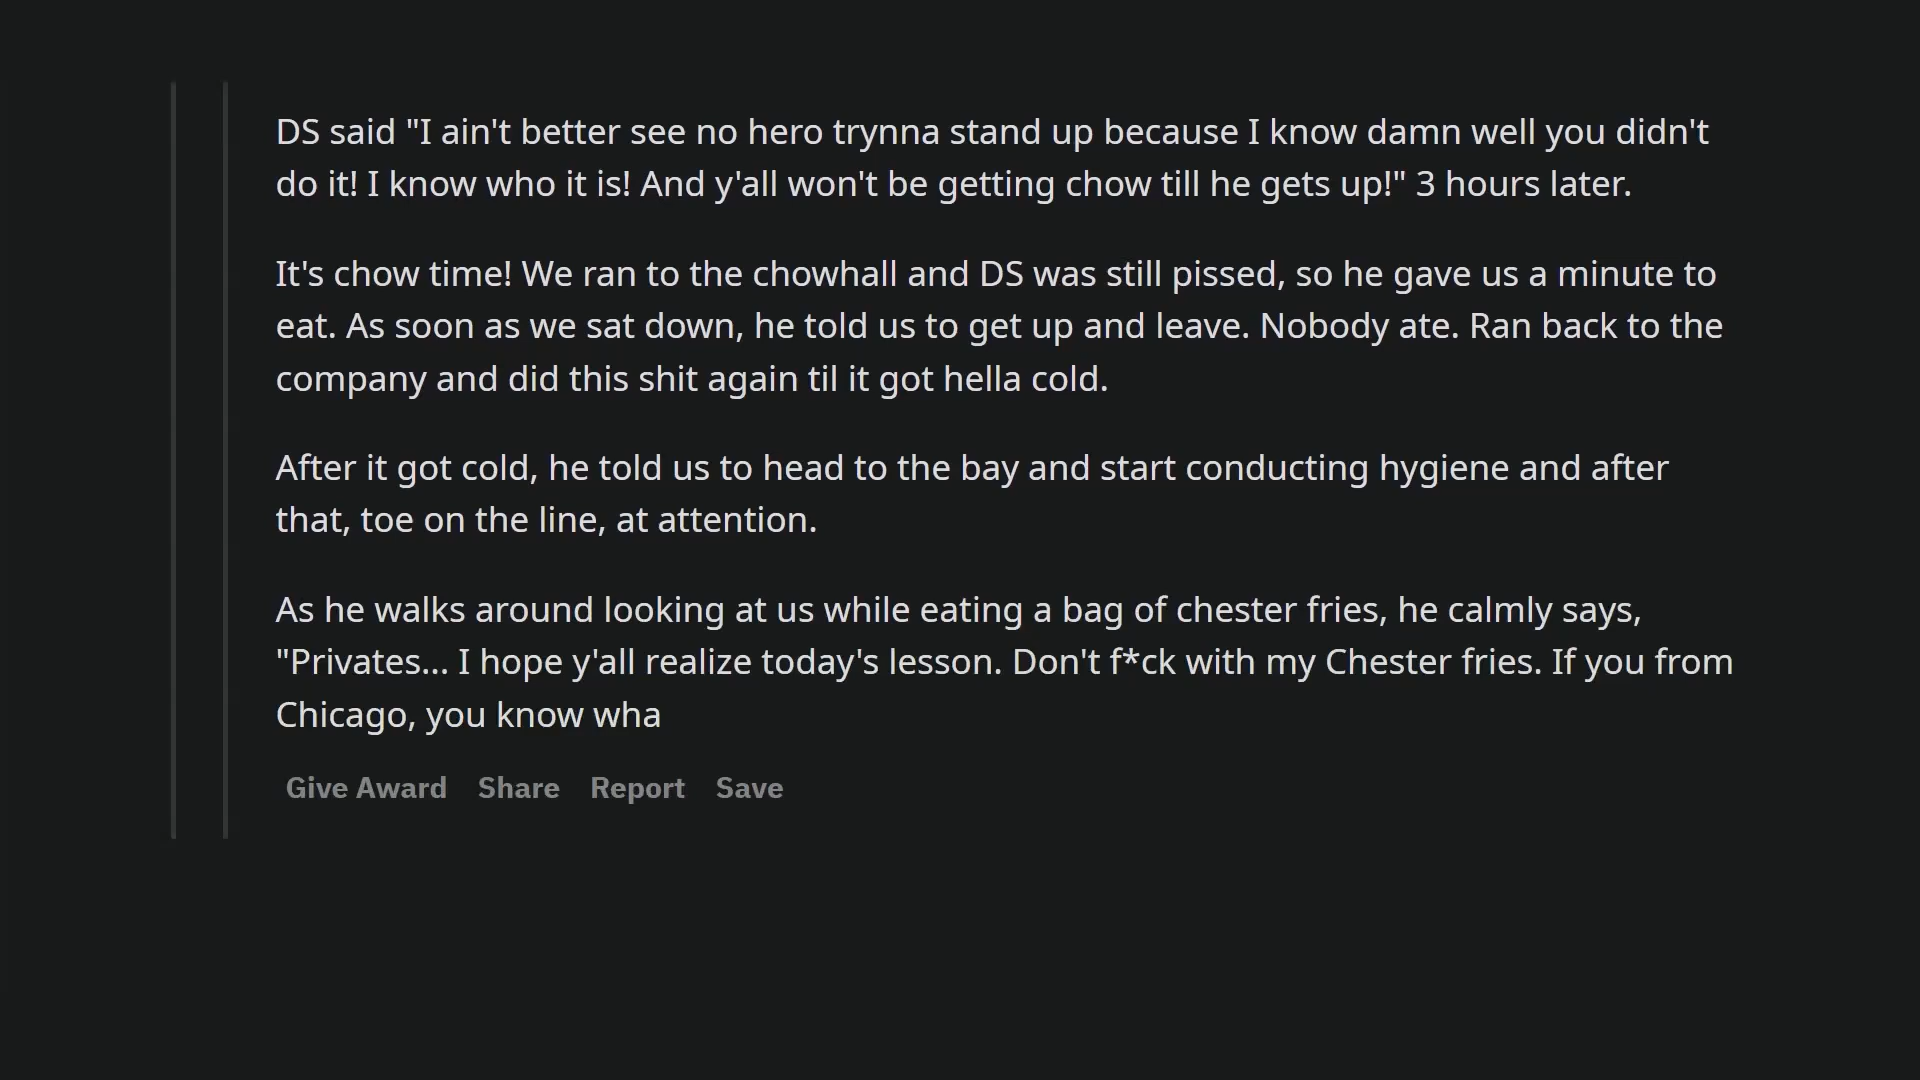 DS said "I ain't better see no hero trynna stand up because I know damn well you didn't
do it! I know who it is! And y'all won't be getting chow till he gets up!" 3 hours later.
It's chow time! We ran to the chowhall and DS was still pissed, so he gave us a minute to
eat. As soon as we sat down, he told us to get up and leave. Nobody ate. Ran back to the
company and did this shit again til it got hella cold.
After it got cold, he told us to head to the bay and start conducting hygiene and after
that, toe on the line, at attention.
As he walks around looking at us while eating a bag of chester fries, he calmly says,
"Privates... I hope y'all realize today's lesson. Don't f*ck with my Chester fries. If you from
Chicago, you know wha
Give Award Share Report Save